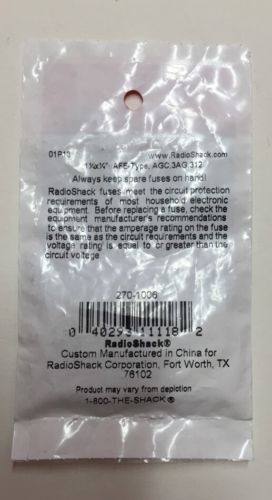 01P13 www.RadioShack.com
1¼x¼" AFE-Type, AGC,3AG,312
Always keep spare fuses on hand!
RadioShack fuses meet the circuit protection
requirements of most household electronic
equipment. Before replacing a fuse, check the
equipment manufacturer's recommendations
to ensure that the amperage rating on the fuse
is the same as the circuit requirements and the
voltage rating is equal to or greater than the
circuit voltage
270-1006
0 40293 11118 2
RadioShack®
Custom Manufactured in China for
RadioShack Corporation, Fort Worth, TX
76102
Product may vary from depiction
1-800-THE-SHACK®